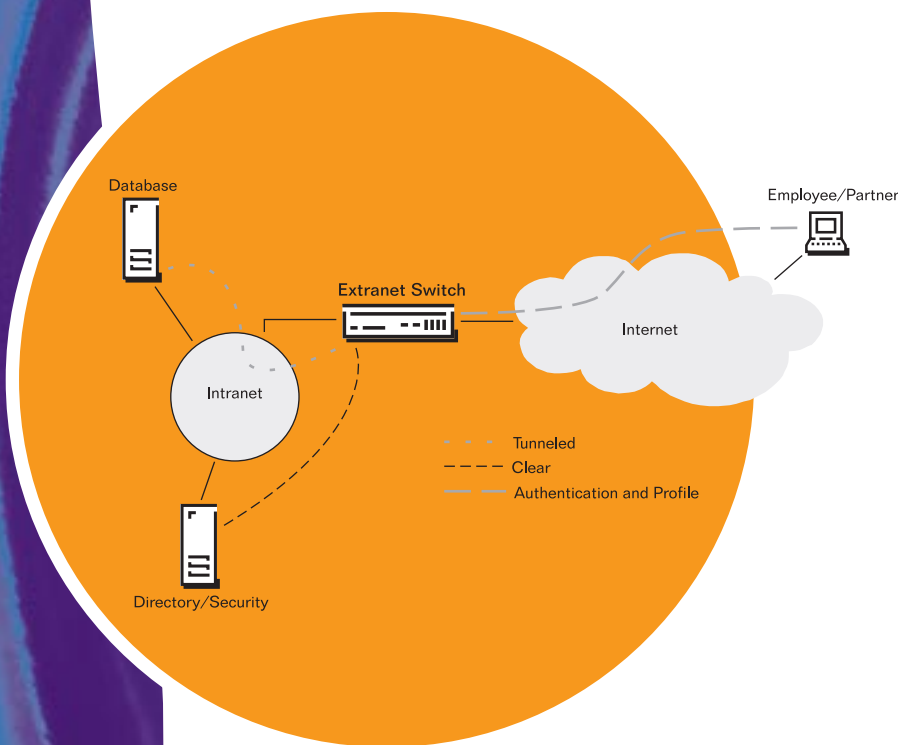 Database
Employee/Partner
Extranet Switch
Internet
Intranet
Tunneled
Clear
Authentication and Profile
Directory/Security